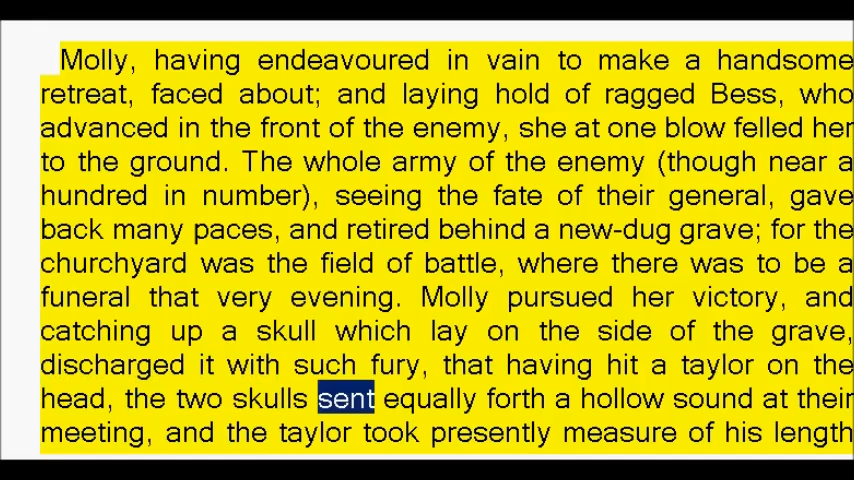 Molly, having endeavoured in vain to make a handsome
retreat, faced about; and laying hold of ragged Bess, who
advanced in the front of the enemy, she at one blow felled her
to the ground. The whole army of the enemy (though near a
hundred in number), seeing the fate of their general, gave
back many paces, and retired behind a new-dug grave; for the
churchyard was the field of battle, where there was to be a
funeral that very evening. Molly pursued her victory, and
catching up a skull which lay on the side of the grave,
discharged it with such fury, that having hit a taylor on the
head, the two skulls sent equally forth a hollow sound at their
meeting, and the taylor took presently measure of his length